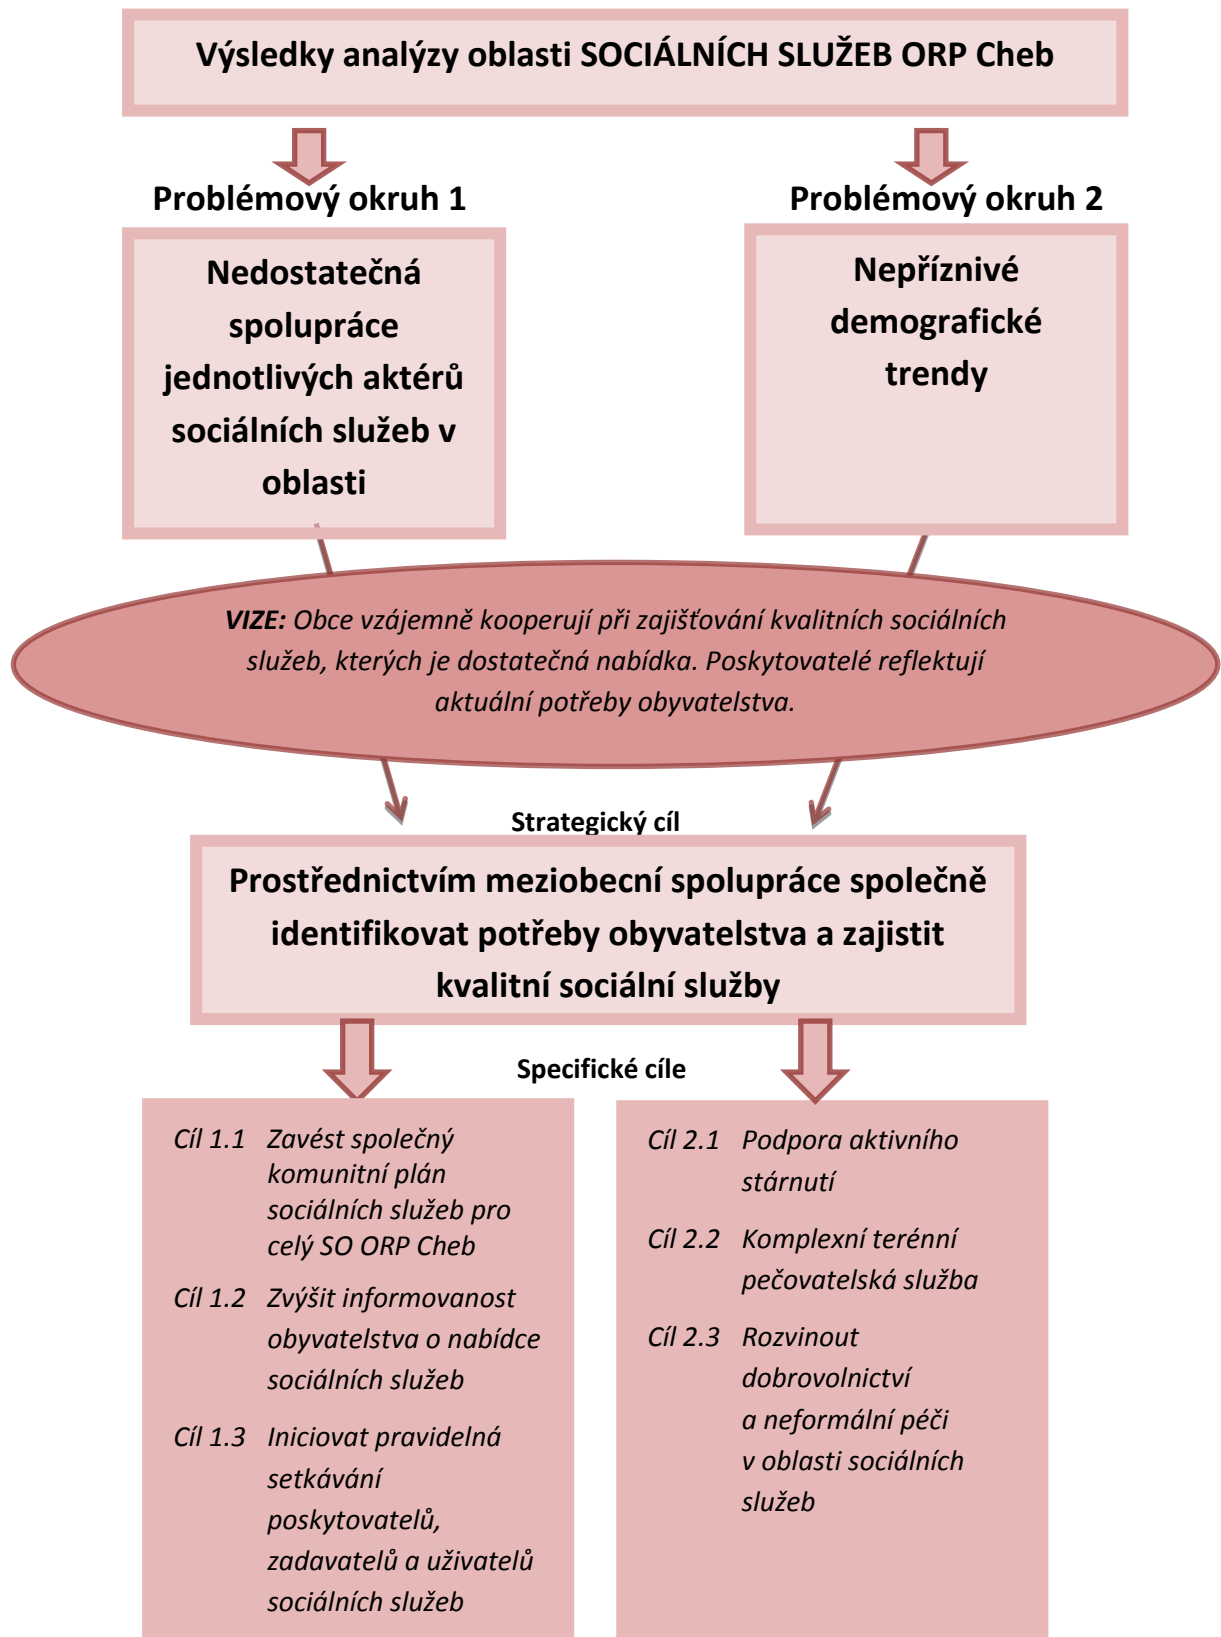 Výsledky analýzy oblasti SOCIÁLNÍCH SLUŽEB ORP Cheb
Problémový okruh 1
Nedostatečná
spolupráce
jednotlivých aktérů
sociálních služeb v
oblasti
Problémový okruh 2
Nepříznivé
demografické
trendy
VIZE: Obce vzájemně kooperují při zajišťování kvalitních sociálních
služeb, kterých je dostatečná nabídka. Poskytovatelé reflektují
aktuální potřeby obyvatelstva.
Strategický cíl
Prostřednictvím meziobecní spolupráce společně
identifikovat potřeby obyvatelstva a zajistit
kvalitní sociální služby
Specifické cíle
Cíl 1.1 Zavést společný
komunitní plán
sociálních služeb pro
celý SO ORP Cheb
Cíl 1.2 Zvýšit informovanost
obyvatelstva o nabídce
sociálních služeb
Cíl 1.3 Iniciovat pravidelná
setkávání
poskytovatelů,
zadavatelů a uživatelů
sociálních služeb
Cíl 2.1 Podpora aktivního
stárnutí
Cíl 2.2 Komplexní terénní
pečovatelská služba
Cíl 2.3 Rozvinout
dobrovolnictví
a neformální péči
v oblasti sociálních
služeb